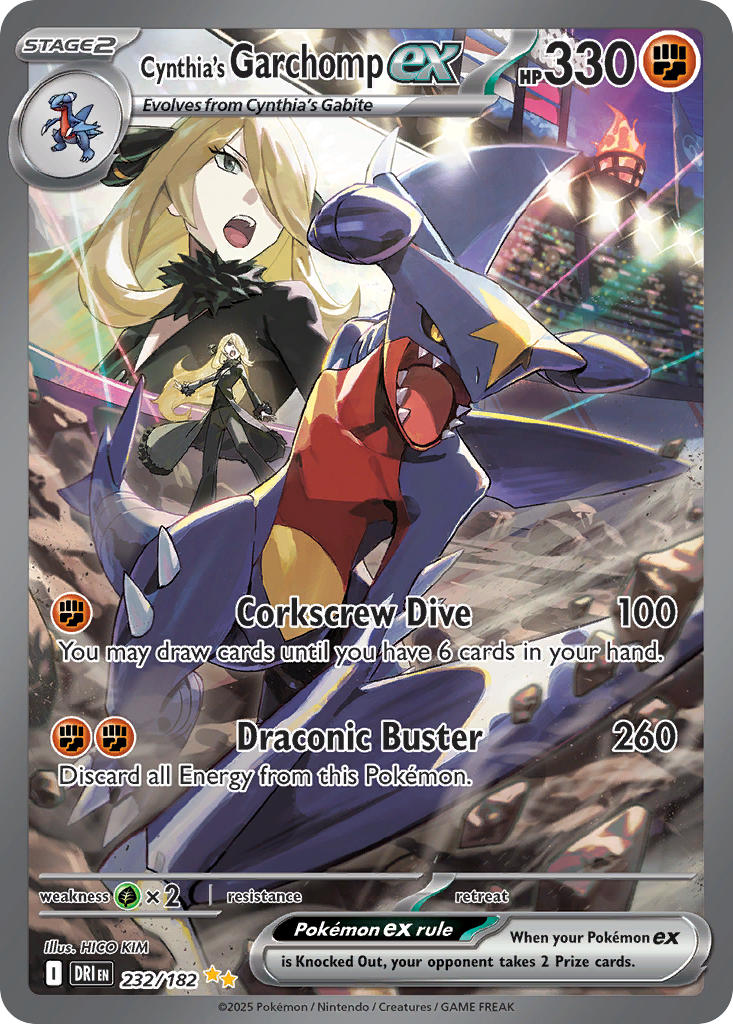 STAGE2
Cynthia's Garchomp ex HP330
Evolves from Cynthia's Gabite
Corkscrew Dive 100
You may draw cards until you have 6 cards in your hand.
Draconic Buster 260
Discard all Energy from this Pokémon.
weakness ×2 resistance retreat
Pokémon ex rule
When your Pokémon ex
is Knocked Out, your opponent takes 2 Prize cards.
Illus. HICO KIM
I DRI EN 232/182
©2025 Pokémon / Nintendo / Creatures / GAME FREAK